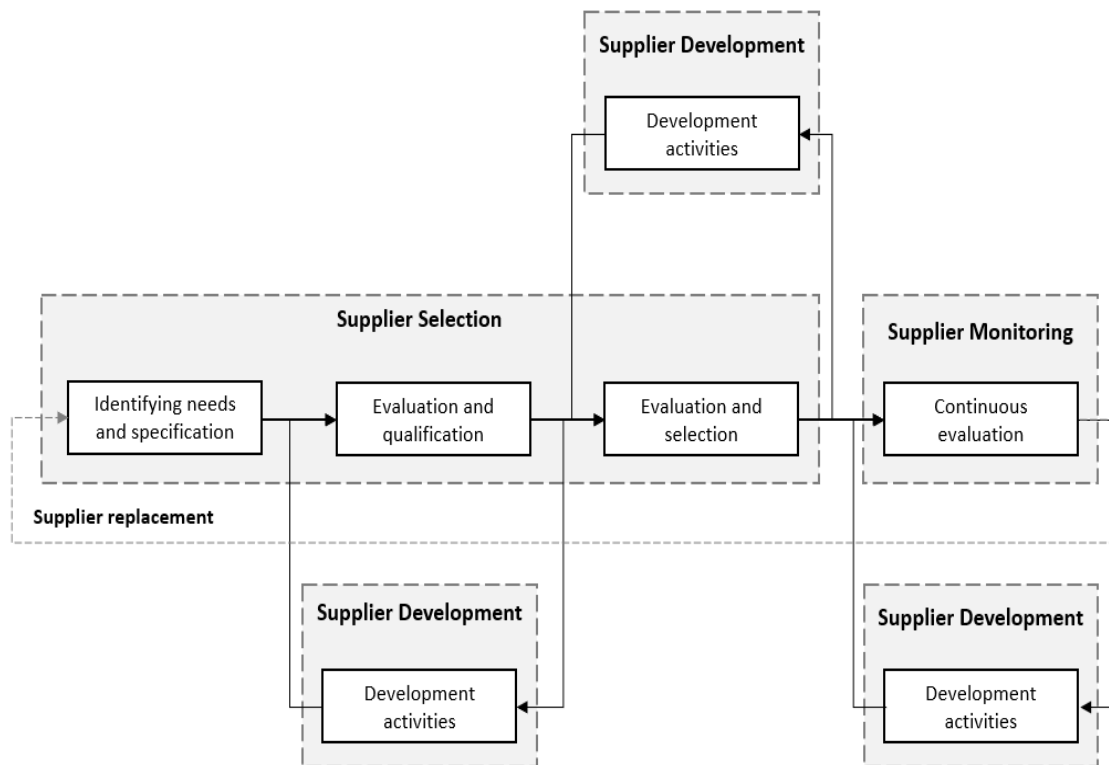 Supplier Development
Development
activities
Supplier Selection
Identifying needs
and specification
Evaluation and
qualification
Evaluation and
selection
Supplier Monitoring
Continuous
evaluation
Supplier replacement
Supplier Development
Development
activities
Supplier Development
Development
activities